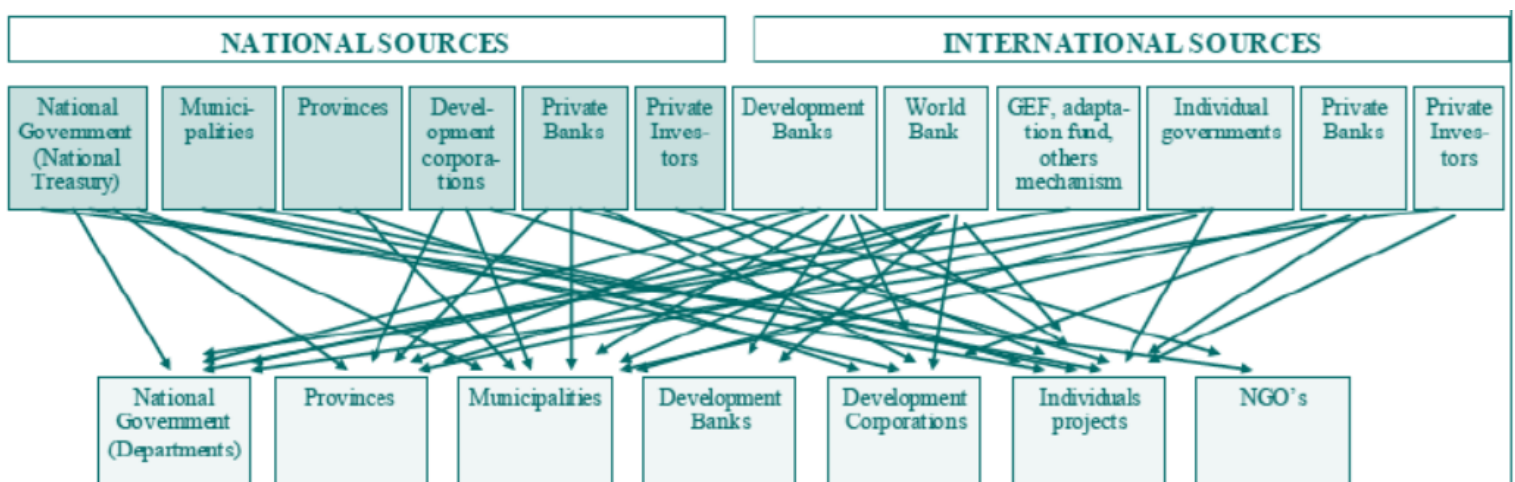 NATIONAL SOURCES
INTERNATIONAL SOURCES
National
Government
(National
Treasury)
Munici-
palities
Provinces
Devel-
opment
corpora-
tions
Private
Banks
Private
Inves-
tors
Development
Banks
World
Bank
GEF, adapta-
tion fund,
others
mechanism
Individual
governments
Private
Banks
Private
Inves-
tors
National
Government
(Departments)
Provinces
Municipalities
Development
Banks
Development
Corporations
Individuals
projects
NGO's